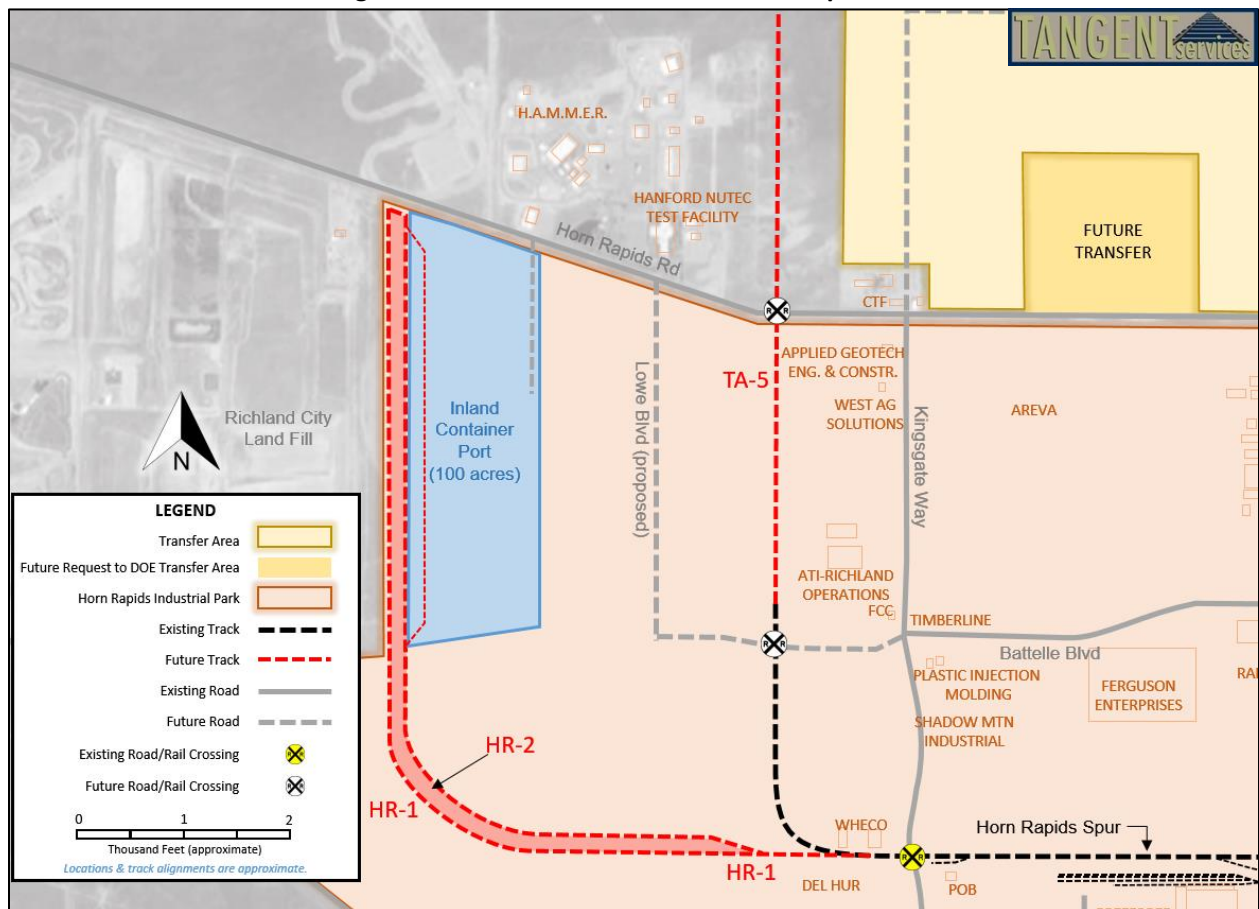 TANGENT services
H.A.M.M.E.R.
HANFORD NUTEC
TEST FACILITY
Horn Rapids Rd
FUTURE
TRANSFER
CTF
APPLIED GEOTECH
ENG. & CONSTR.
TA-5
WEST AG
SOLUTIONS
AREVA
Lowe Blvd (proposed)
Kingsgate Way
Richland City
Land Fill
N
Inland
Container
Port
(100 acres)
ATI-RICHLAND
OPERATIONS
FCC
TIMBERLINE
Battelle Blvd
PLASTIC INJECTION
MOLDING
FERGUSON
ENTERPRISES
SHADOW MTN
INDUSTRIAL
HR-2
HR-1
WHECO
Horn Rapids Spur
HR-1
DEL HUR
POB
LEGEND
Transfer Area
Future Request to DOE Transfer Area
Horn Rapids Industrial Park
Existing Track
Future Track
Existing Road
Future Road
Existing Road/Rail Crossing
Future Road/Rail Crossing
0 1 2
Thousand Feet (approximate)
Locations & track alignments are approximate.